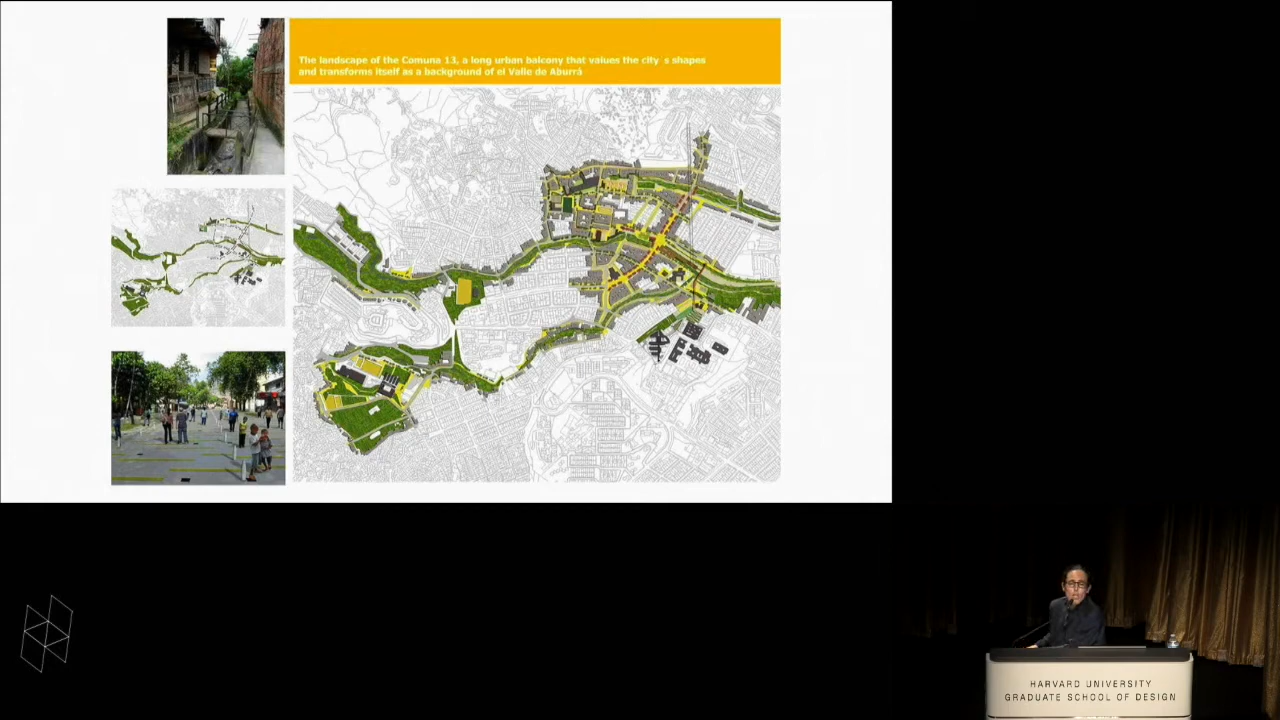 The landscape of the Comuna 13, a long urban balcony that values the city´s shapes
and transforms itself as a background of el Valle de Aburrá
HARVARD UNIVERSITY
GRADUATE SCHOOL OF DESIGN